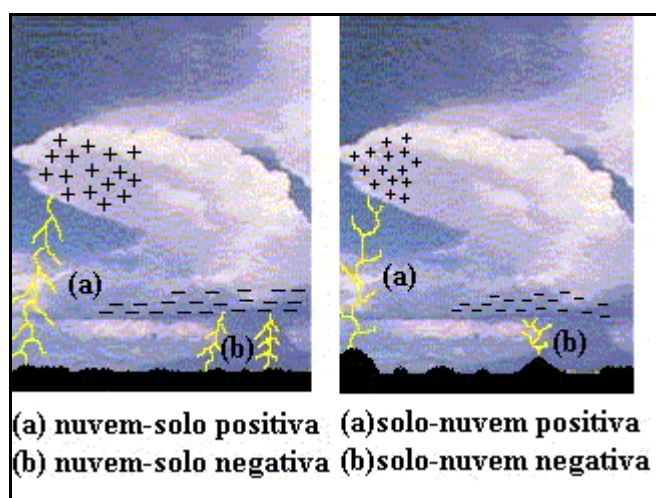 (a)
(b)
(a)
(b)
(a) nuvem-solo positiva
(b) nuvem-solo negativa
(a)solo-nuvem positiva
(b)solo-nuvem negativa